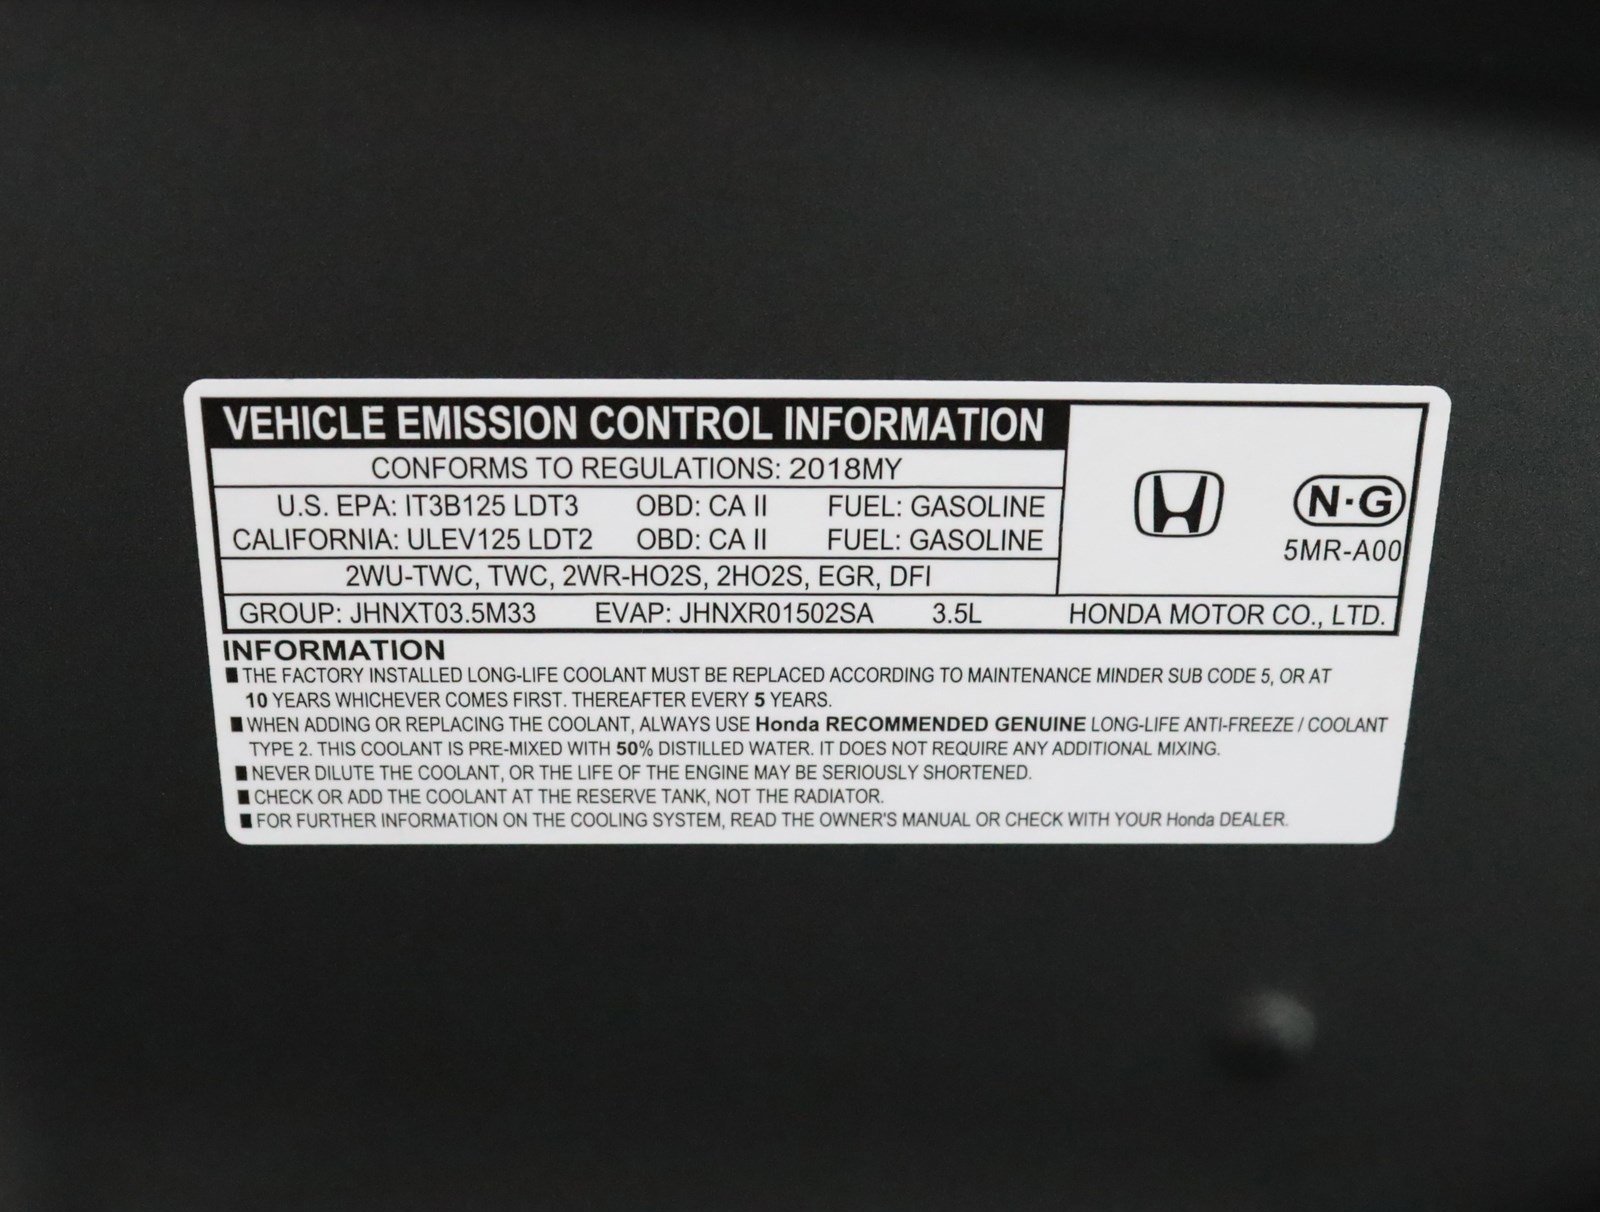 VEHICLE EMISSION CONTROL INFORMATION
CONFORMS TO REGULATIONS: 2018MY
U.S. EPA: IT3B125 LDT3 OBD: CA II FUEL: GASOLINE
CALIFORNIA: ULEV125 LDT2 OBD: CA II FUEL: GASOLINE
N·G
5MR-A00
2WU-TWC, TWC, 2WR-HO2S, 2HO2S, EGR, DFI
GROUP: JHNXT03.5M33 EVAP: JHNXR01502SA 3.5L HONDA MOTOR CO., LTD.
INFORMATION
■ THE FACTORY INSTALLED LONG-LIFE COOLANT MUST BE REPLACED ACCORDING TO MAINTENANCE MINDER SUB CODE 5, OR AT
10 YEARS WHICHEVER COMES FIRST. THEREAFTER EVERY 5 YEARS.
■ WHEN ADDING OR REPLACING THE COOLANT, ALWAYS USE Honda RECOMMENDED GENUINE LONG-LIFE ANTI-FREEZE / COOLANT
TYPE 2. THIS COOLANT IS PRE-MIXED WITH 50% DISTILLED WATER. IT DOES NOT REQUIRE ANY ADDITIONAL MIXING.
■ NEVER DILUTE THE COOLANT, OR THE LIFE OF THE ENGINE MAY BE SERIOUSLY SHORTENED.
■ CHECK OR ADD THE COOLANT AT THE RESERVE TANK, NOT THE RADIATOR.
■ FOR FURTHER INFORMATION ON THE COOLING SYSTEM, READ THE OWNER'S MANUAL OR CHECK WITH YOUR Honda DEALER.